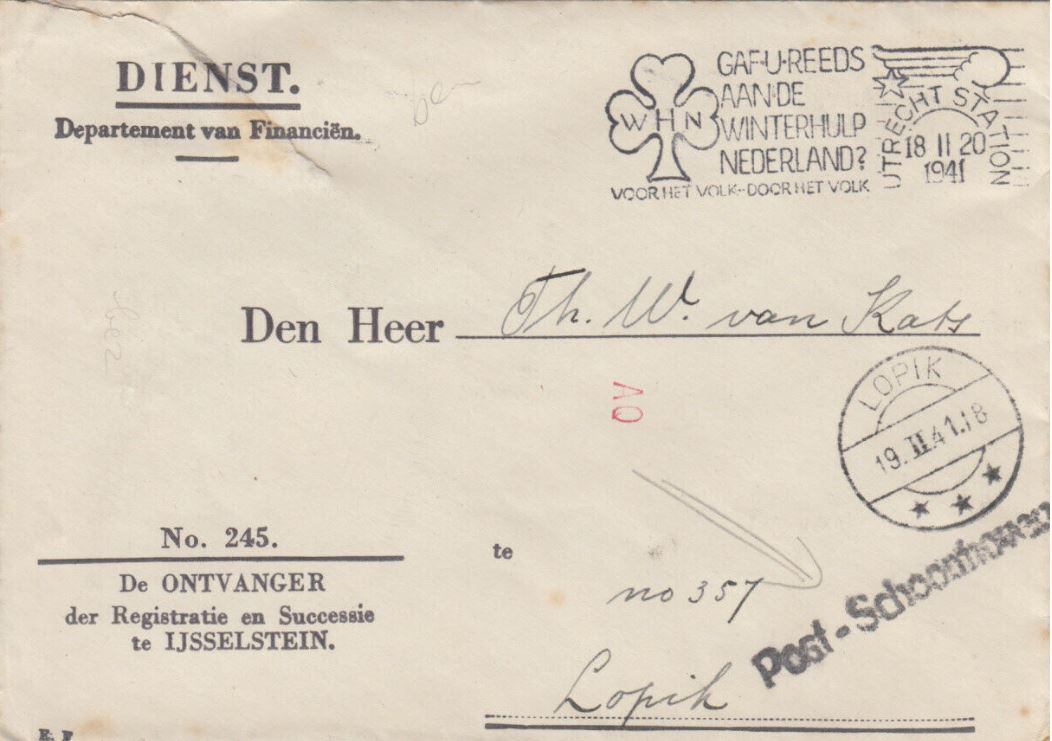 DIENST.
Departement van Financiën.
WHN
GAF·U·REEDS
AAN·DE
WINTERHULP
NEDERLAND?
VOOR HET VOLK--DOOR HET VOLK
UTRECHT STATION
18 II 20
1941
Den Heer Th. W. van Kats
AQ
LOPIK
19.II.41.18
No. 245.
De ONTVANGER
der Registratie en Successie
te IJSSELSTEIN.
te
no 357
Post-Schoonhoven
Lopik